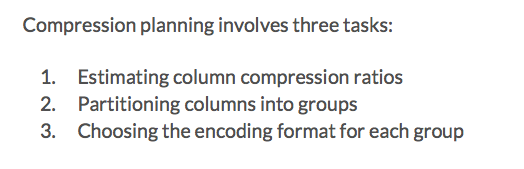 Compression planning involves three tasks:
1. Estimating column compression ratios
2. Partitioning columns into groups
3. Choosing the encoding format for each group